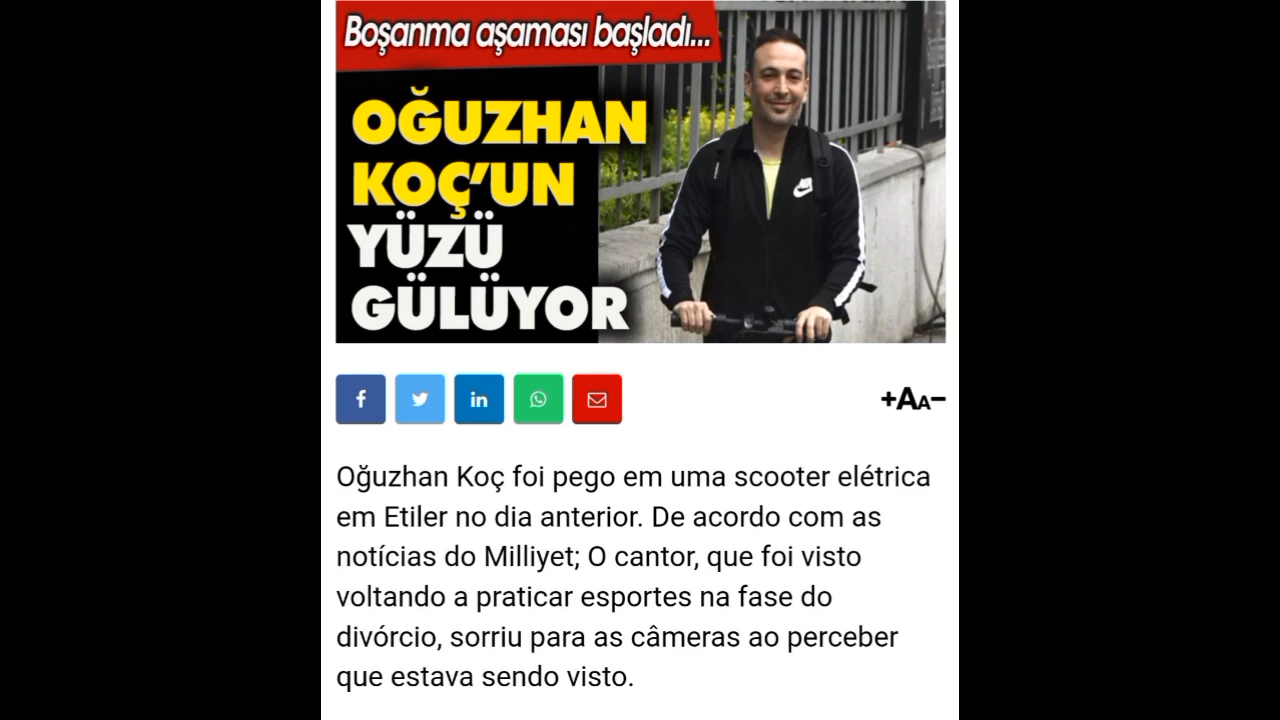 Boşanma aşaması başladı...
OĞUZHAN
KOÇ'UN
YÜZÜ
GÜLÜYOR
+AA−
Oğuzhan Koç foi pego em uma scooter elétrica
em Etiler no dia anterior. De acordo com as
notícias do Milliyet; O cantor, que foi visto
voltando a praticar esportes na fase do
divórcio, sorriu para as câmeras ao perceber
que estava sendo visto.